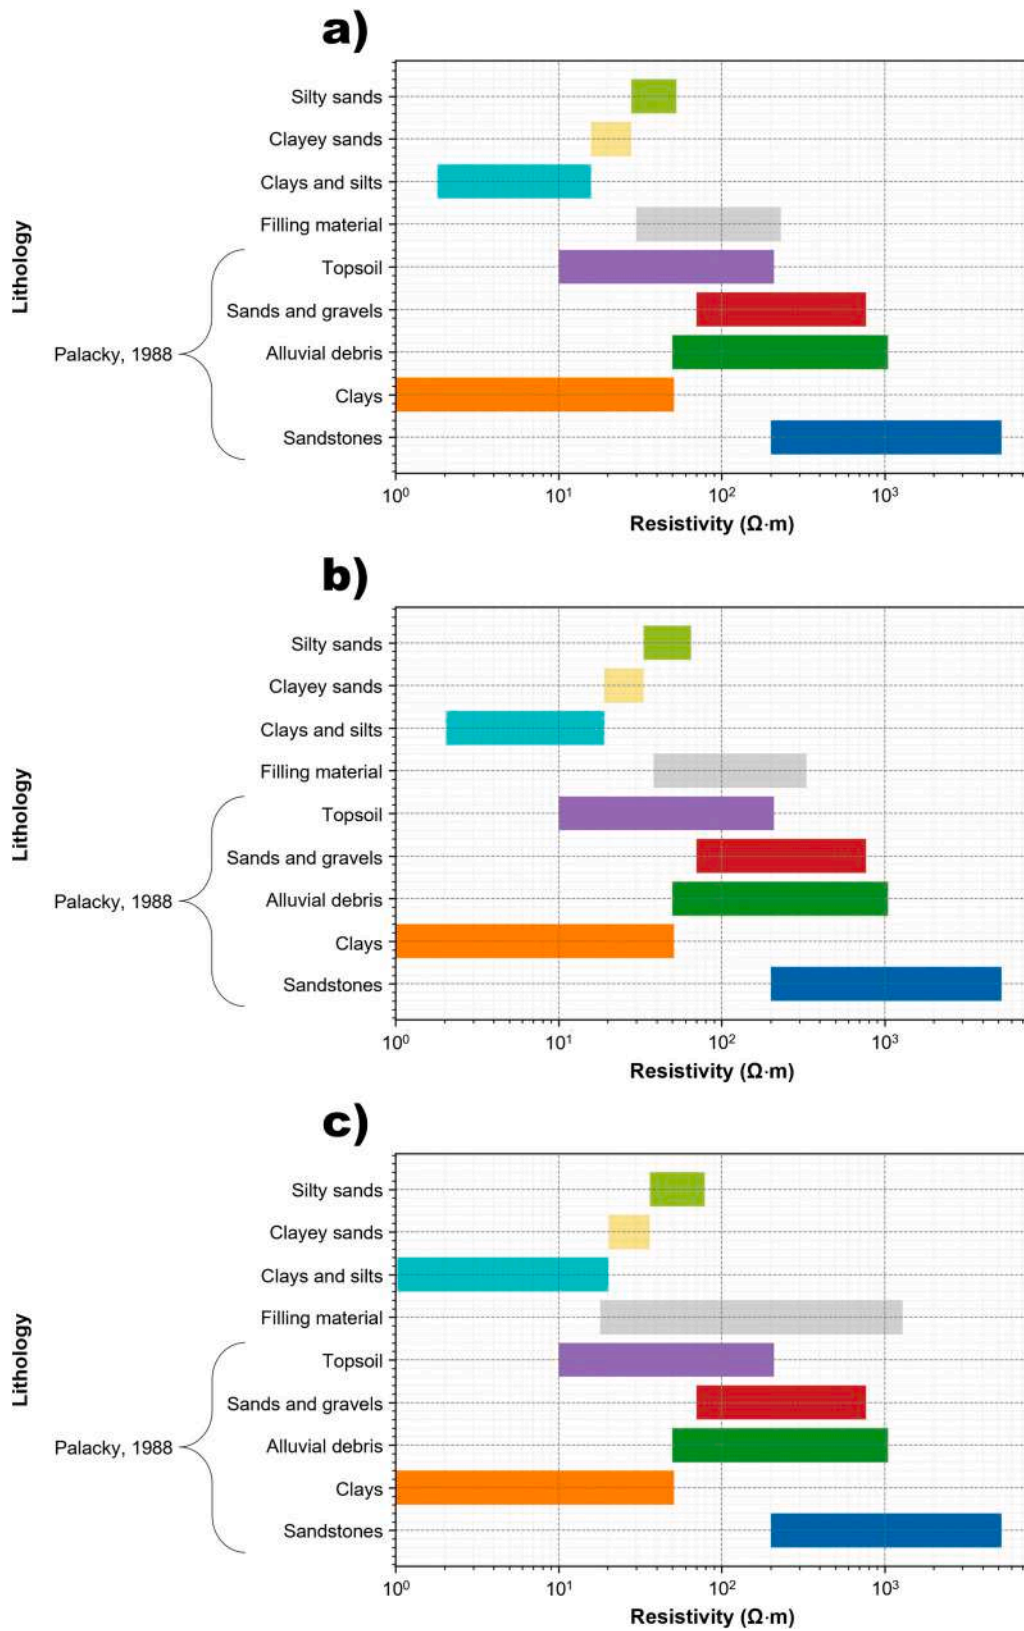 a)
Silty sands
Clayey sands
Clays and silts
Filling material
Topsoil
Sands and gravels
Alluvial debris
Clays
Sandstones
Lithology
Palacky, 1988
10⁰ 10¹ 10² 10³
Resistivity (Ω·m)
b)
Silty sands
Clayey sands
Clays and silts
Filling material
Topsoil
Sands and gravels
Alluvial debris
Clays
Sandstones
Lithology
Palacky, 1988
10⁰ 10¹ 10² 10³
Resistivity (Ω·m)
c)
Silty sands
Clayey sands
Clays and silts
Filling material
Topsoil
Sands and gravels
Alluvial debris
Clays
Sandstones
Lithology
Palacky, 1988
10⁰ 10¹ 10² 10³
Resistivity (Ω·m)